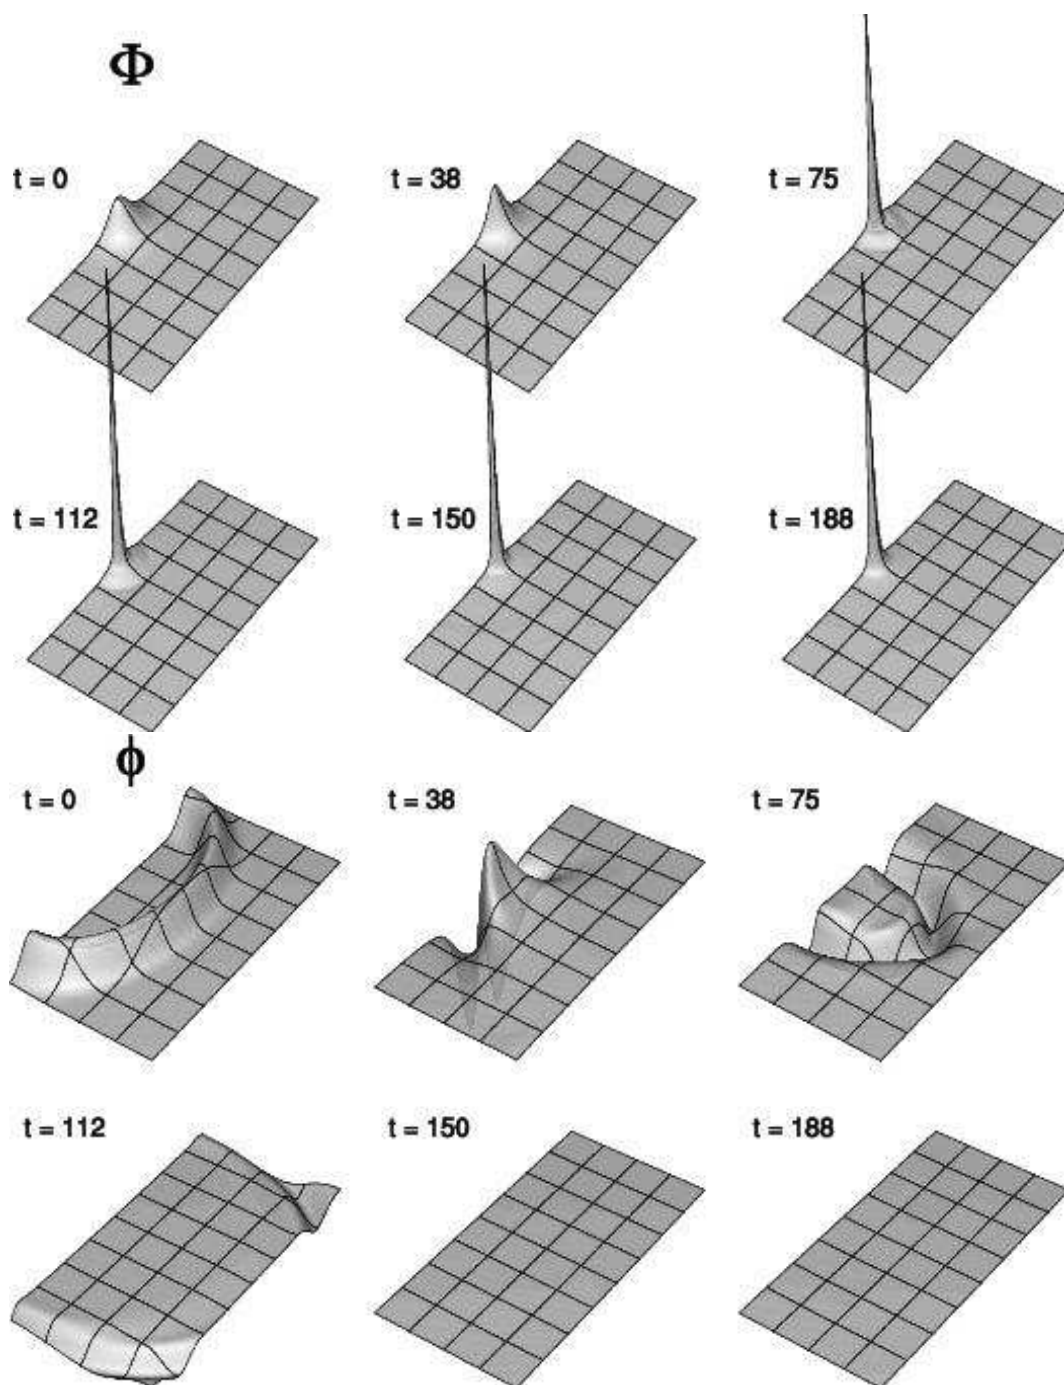 Φ
t = 0 t = 38 t = 75
t = 112 t = 150 t = 188
ϕ
t = 0 t = 38 t = 75
t = 112 t = 150 t = 188